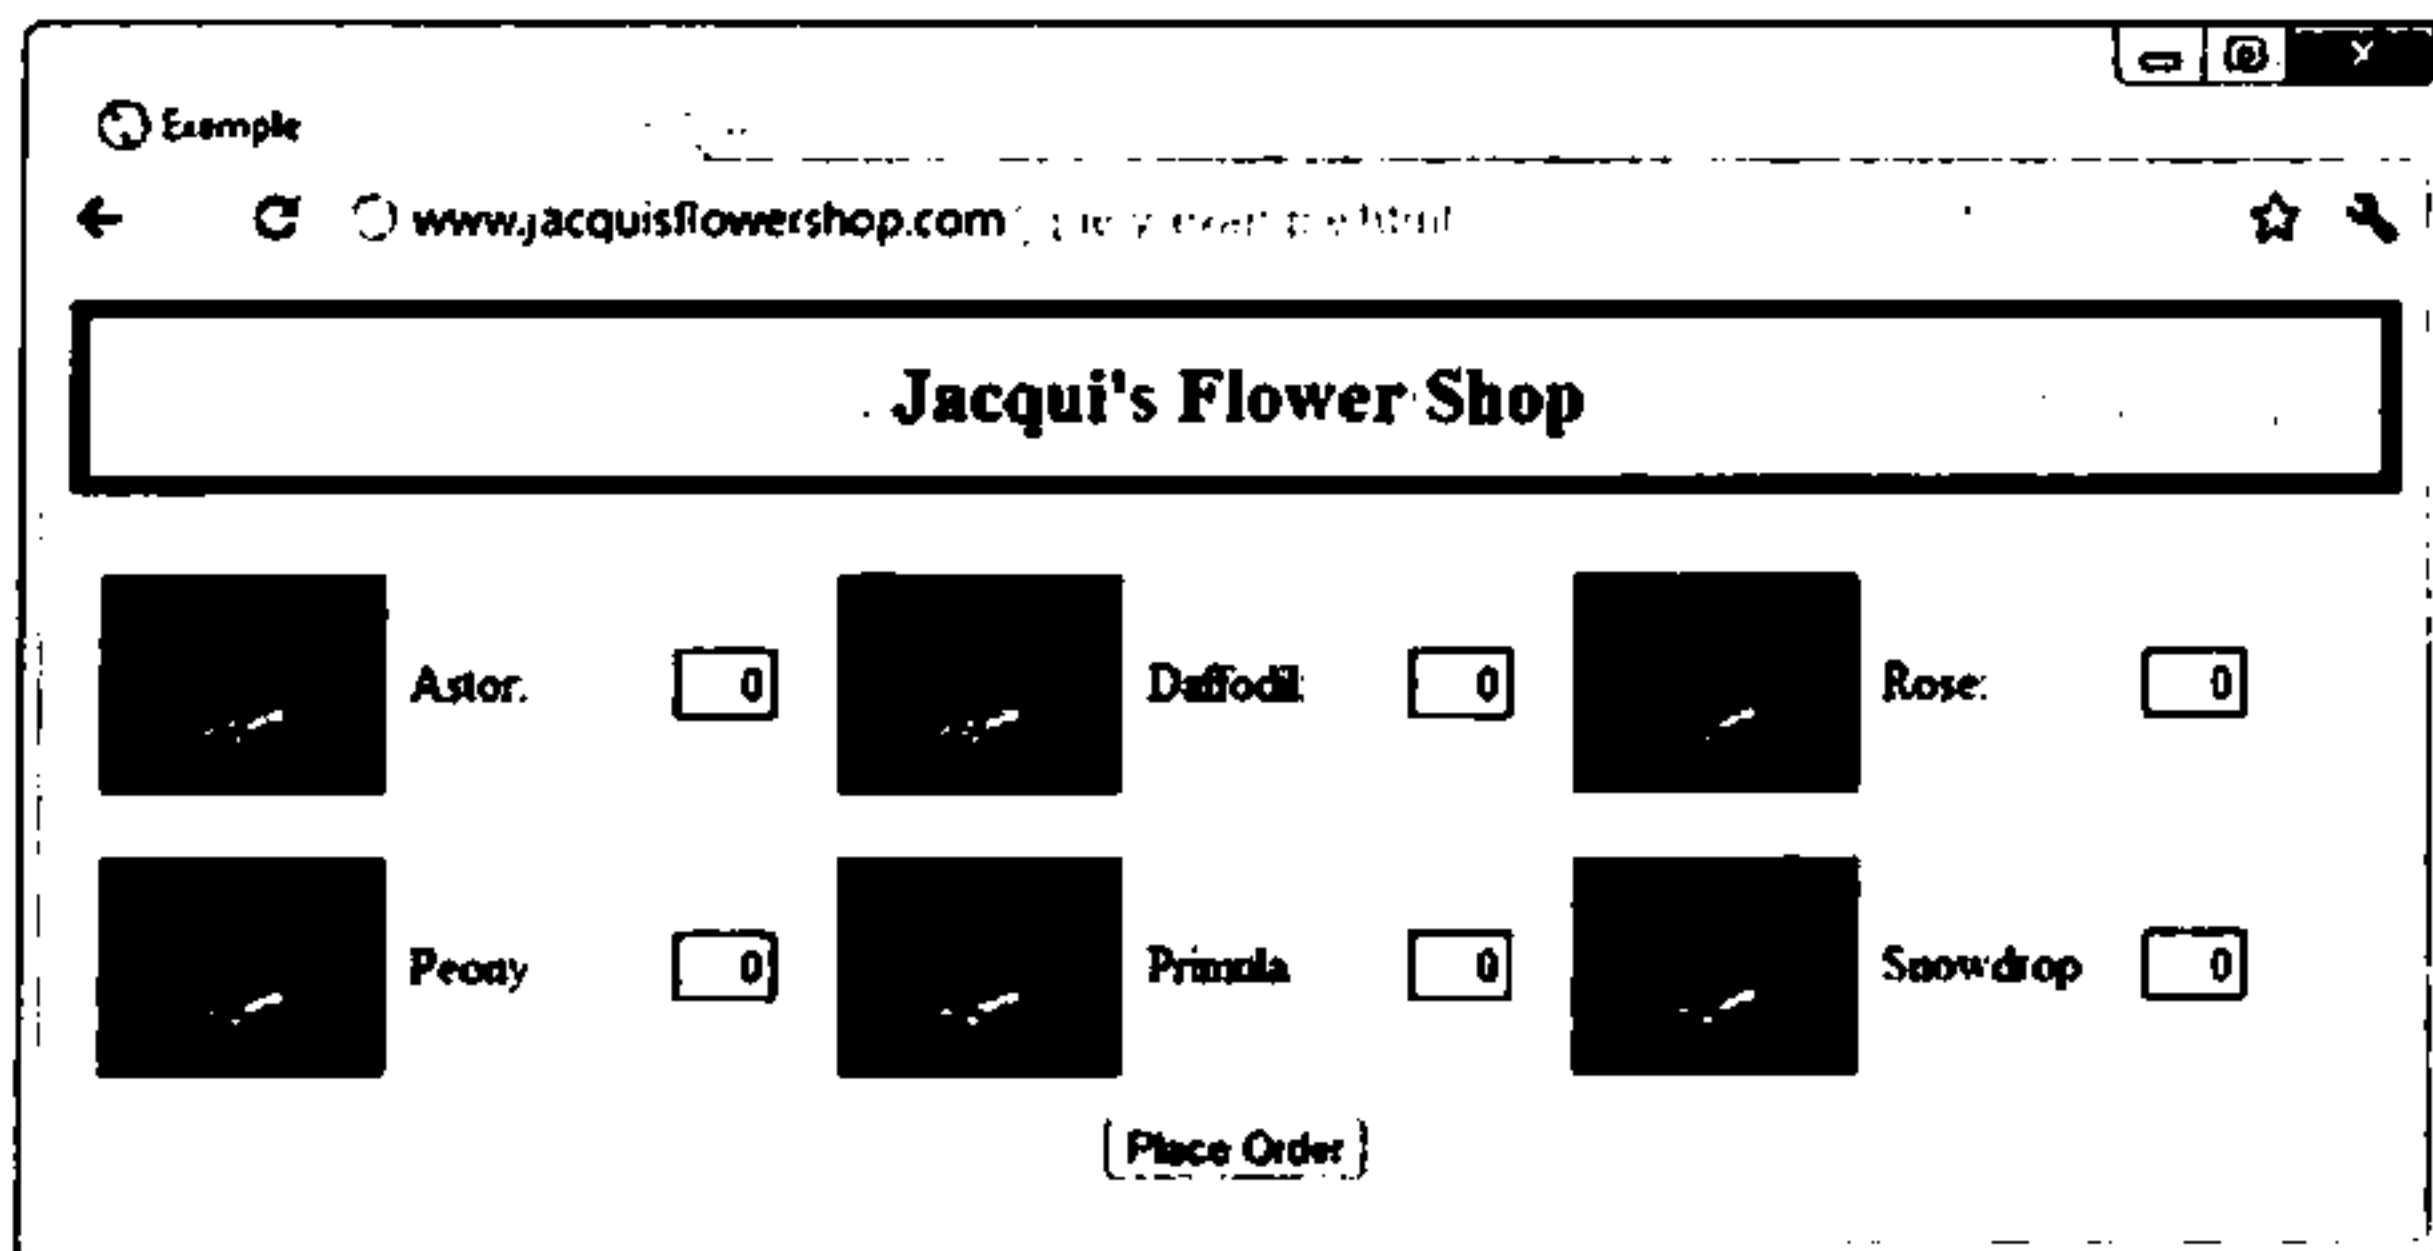 Example
www.jacquisflowershop.com
Jacqui's Flower Shop
Astor: 0 Daffodil: 0 Rose: 0
Peony 0 Primula 0 Snowdrop 0
Place Order